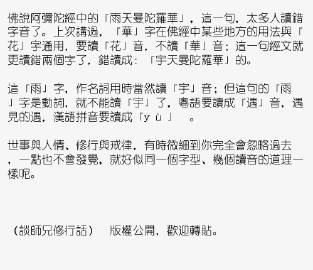 佛說阿彌陀經中的「雨天曼陀羅華」，這一句，太多人讀錯
字音了。上次講過，「華」字在佛經中某些地方的用法與「
花」字通用，要讀「花」音，不讀「華」音；這一句經文就
更讀錯兩個字了，錯讀成：「宇天曼陀羅華的。
這「雨」字，作名詞用時當然讀「宇」音；但這句的「雨
」字是動詞，就不能讀「宇」了，粵語要讀成「遇」音，遇
見的遇，漢語拼音要讀成「yù」 。
世事與人情、修行與戒律，有時微細到你完全會忽略過去
，一點也不會發覺，就好似同一個字型、幾個讀音的道理一
樣呢。
（談師兄修行話） 版權公開，歡迎轉貼。